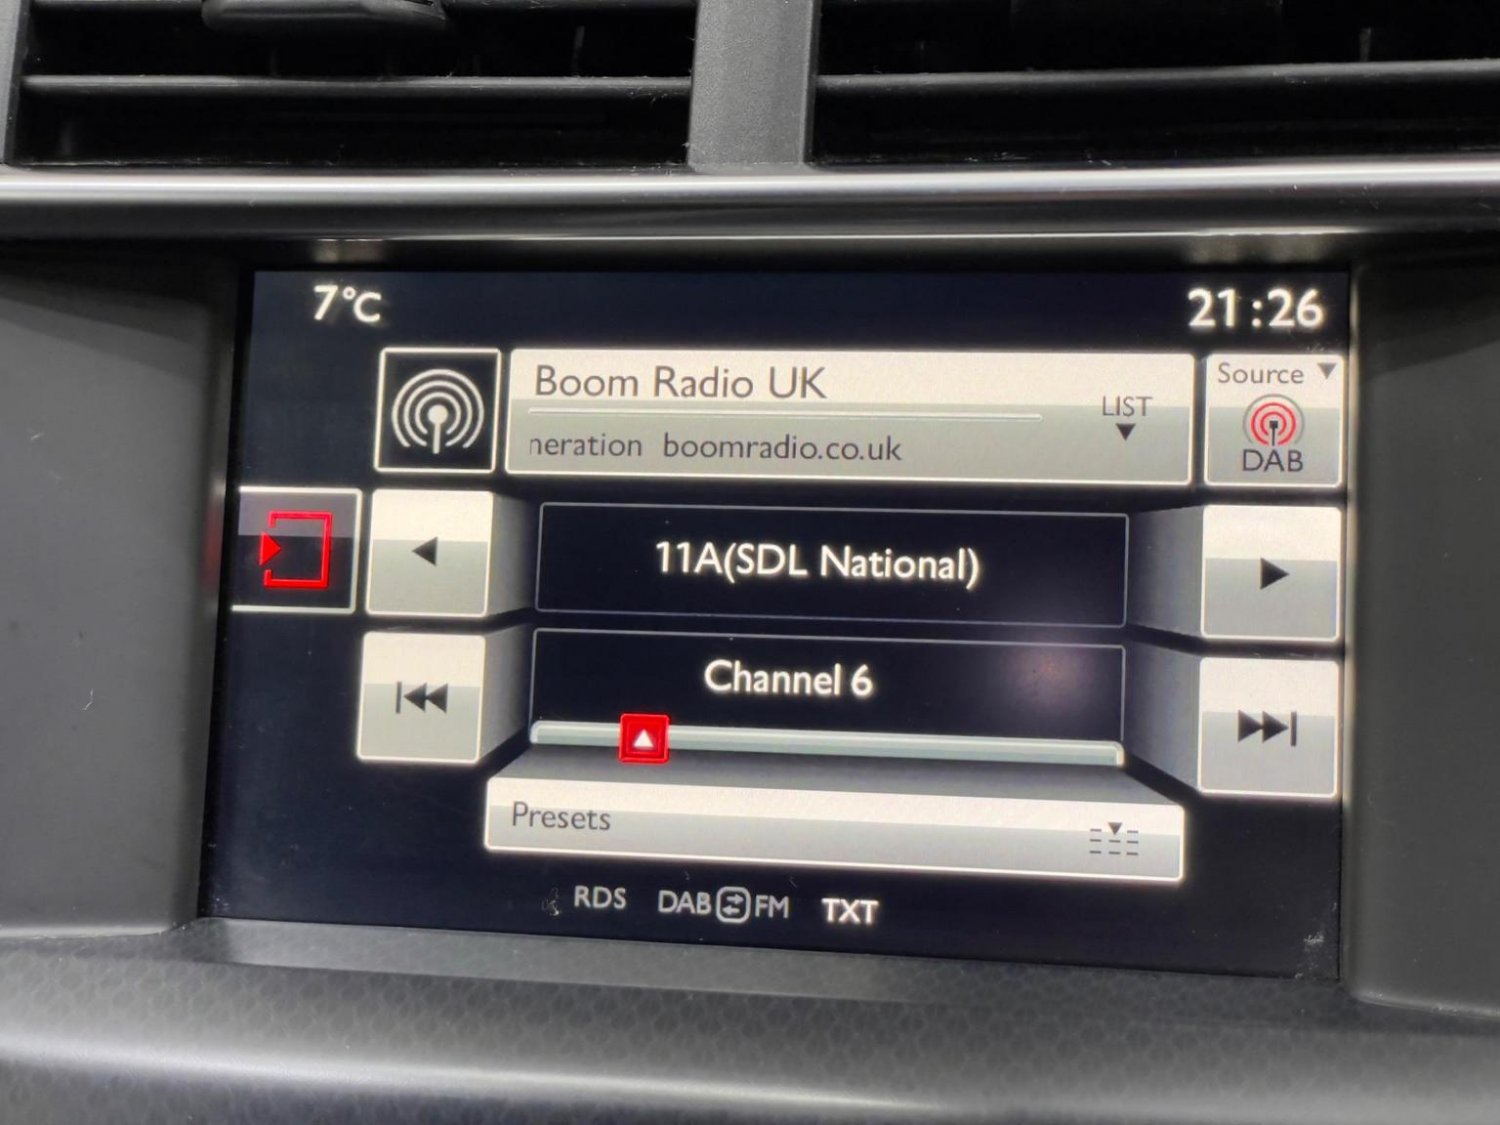 7°C
21:26
Boom Radio UK
neration boomradio.co.uk
LIST
Source
DAB
11A(SDL National)
Channel 6
Presets
RDS DAB FM TXT